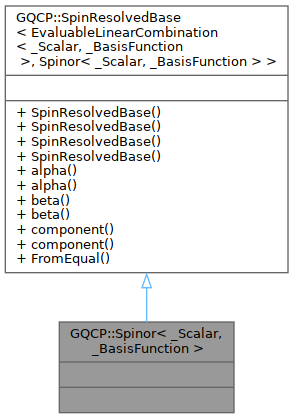 GQCP::SpinResolvedBase
< EvaluableLinearCombination
< _Scalar, _BasisFunction
>, Spinor< _Scalar, _BasisFunction > >
+ SpinResolvedBase()
+ SpinResolvedBase()
+ SpinResolvedBase()
+ SpinResolvedBase()
+ alpha()
+ alpha()
+ beta()
+ beta()
+ component()
+ component()
+ FromEqual()
GQCP::Spinor< _Scalar,
_BasisFunction >